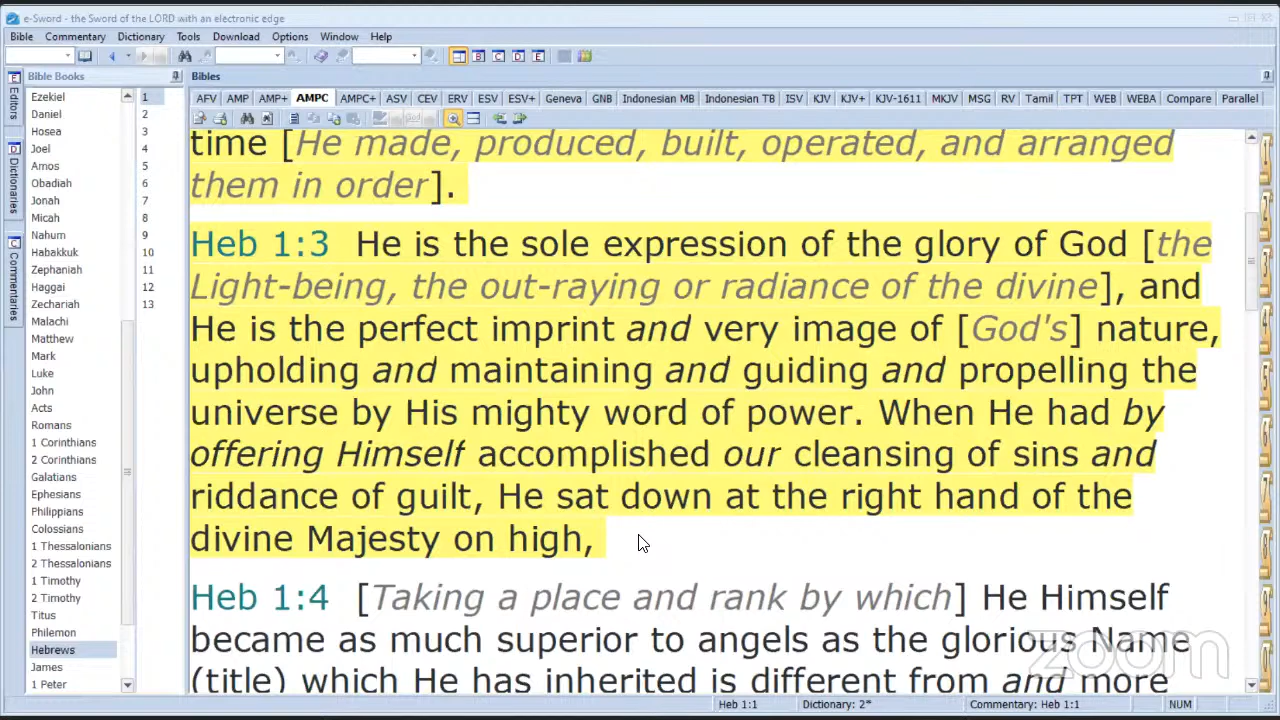 e-Sword - the Sword of the LORD with an electronic edge
Bible Commentary Dictionary Tools Download Options Window Help
Bible Books
Bibles
Editors
Dictionaries
Commentaries
Ezekiel
Daniel
Hosea
Joel
Amos
Obadiah
Jonah
Micah
Nahum
Habakkuk
Zephaniah
Haggai
Zechariah
Malachi
Matthew
Mark
Luke
John
Acts
Romans
1 Corinthians
2 Corinthians
Galatians
Ephesians
Philippians
Colossians
1 Thessalonians
2 Thessalonians
1 Timothy
2 Timothy
Titus
Philemon
Hebrews
James
1 Peter
1
2
3
4
5
6
7
8
9
10
11
12
13
AFV AMP AMP+ AMPC AMPC+ ASV CEV ERV ESV ESV+ Geneva GNB Indonesian MB Indonesian TB ISV KJV KJV+ KJV-1611 MKJV MSG RV Tamil TPT WEB WEBA Compare Parallel
time [He made, produced, built, operated, and arranged
them in order].
Heb 1:3 He is the sole expression of the glory of God [the
Light-being, the out-raying or radiance of the divine], and
He is the perfect imprint and very image of [God's] nature,
upholding and maintaining and guiding and propelling the
universe by His mighty word of power. When He had by
offering Himself accomplished our cleansing of sins and
riddance of guilt, He sat down at the right hand of the
divine Majesty on high,
Heb 1:4 [Taking a place and rank by which] He Himself
became as much superior to angels as the glorious Name
(title) which He has inherited is different from and more
zoom
Heb 1:1 Dictionary: 2* Commentary: Heb 1:1 NUM